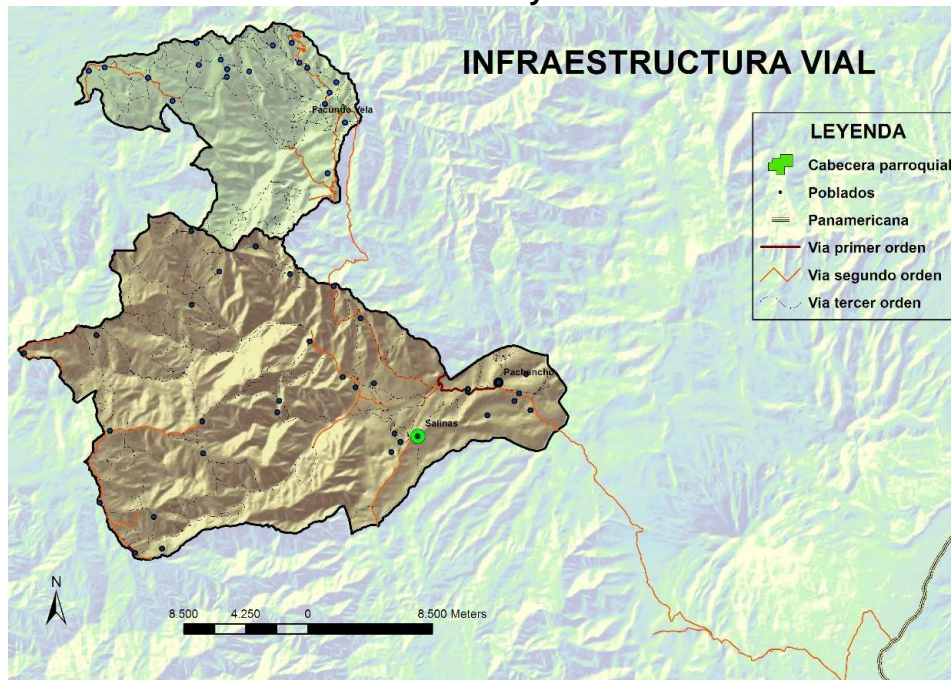 INFRAESTRUCTURA VIAL
Facundo Vela
LEYENDA
Cabecera parroquial
Poblados
Panamericana
Via primer orden
Via segundo orden
Via tercer orden
Pachancho
Salinas
N
8.500 4.250 0 8.500 Meters